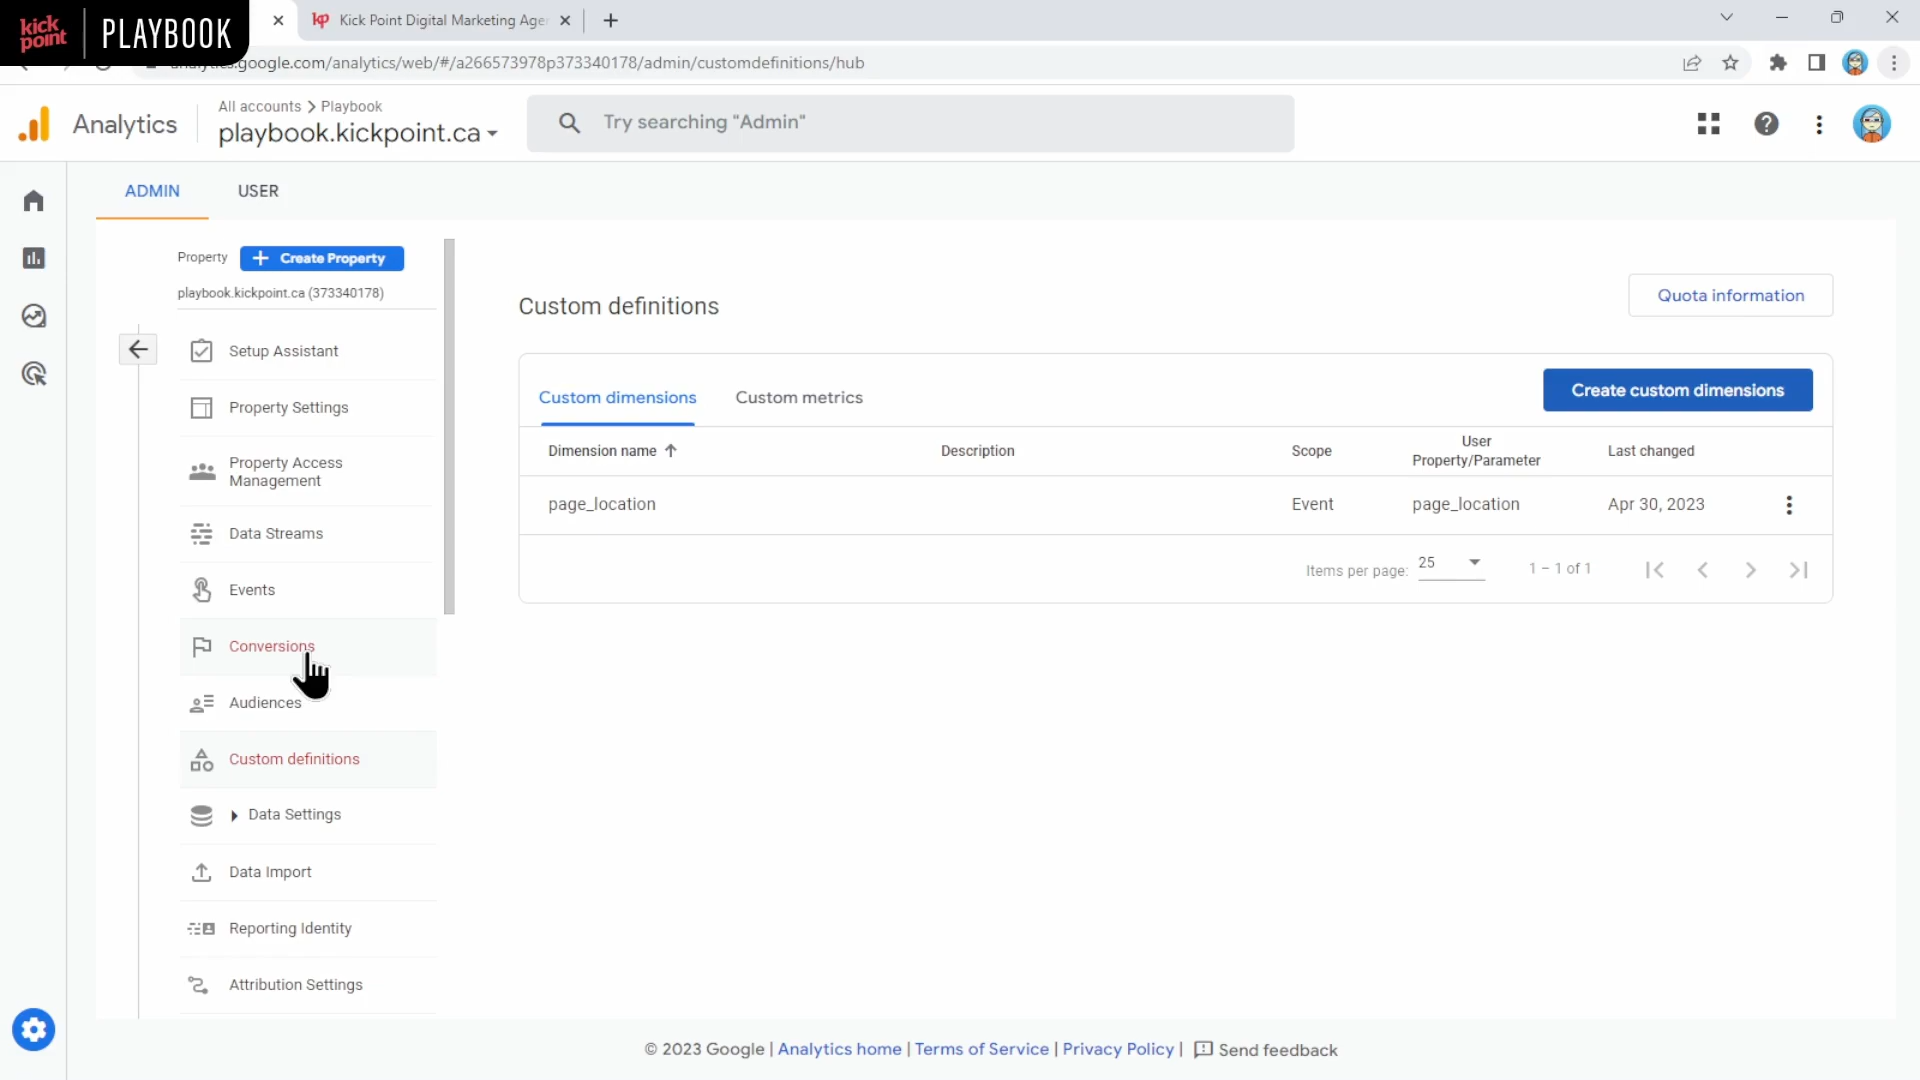 kick
point
PLAYBOOK
Kick Point Digital Marketing Age
analytics.google.com/analytics/web/#/a266573978p373340178/admin/customdefinitions/hub
Analytics
All accounts > Playbook
playbook.kickpoint.ca
Try searching "Admin"
ADMIN
USER
Property
+ Create Property
playbook.kickpoint.ca (373340178)
Setup Assistant
Property Settings
Property Access
Management
Data Streams
Events
Conversions
Audiences
Custom definitions
Data Settings
Data Import
Reporting Identity
Attribution Settings
Custom definitions
Quota information
Custom dimensions
Custom metrics
Create custom dimensions
Dimension name
Description
Scope
User
Property/Parameter
Last changed
page_location
Event
page_location
Apr 30, 2023
Items per page:
25
1 – 1 of 1
© 2023 Google | Analytics home | Terms of Service | Privacy Policy | Send feedback